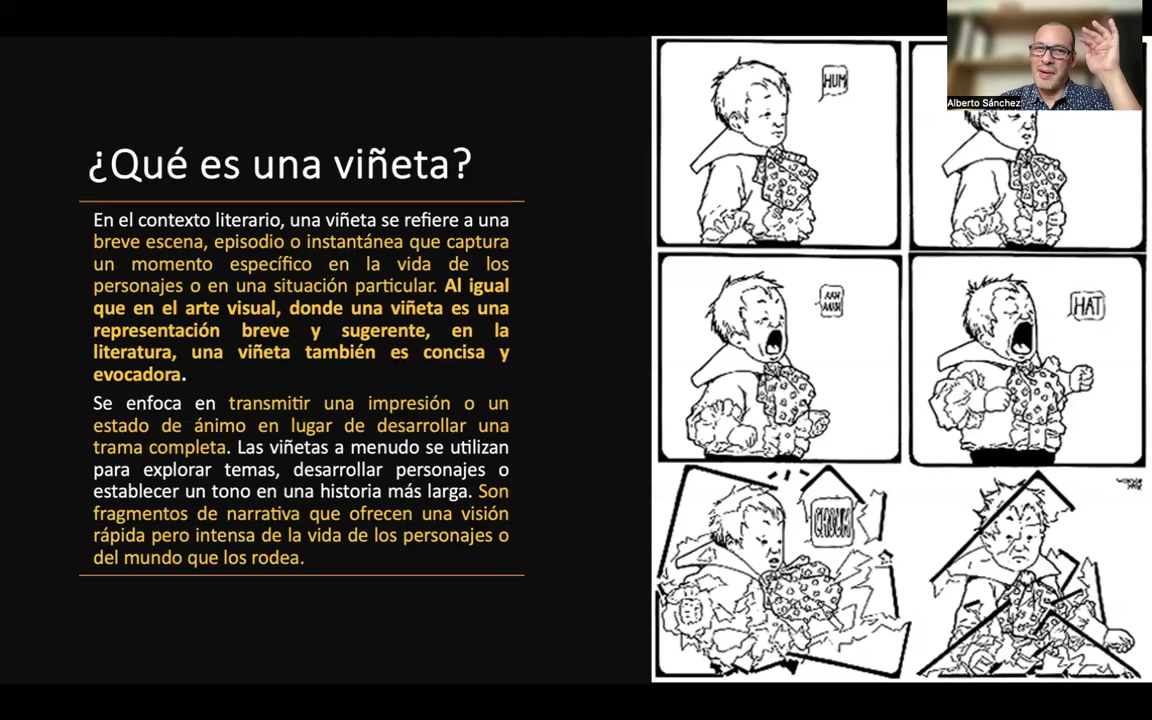 ¿Qué es una viñeta?
En el contexto literario, una viñeta se refiere a una
breve escena, episodio o instantánea que captura
un momento específico en la vida de los
personajes o en una situación particular. Al igual
que en el arte visual, donde una viñeta es una
representación breve y sugerente, en la
literatura, una viñeta también es concisa y
evocadora.
Se enfoca en transmitir una impresión o un
estado de ánimo en lugar de desarrollar una
trama completa. Las viñetas a menudo se utilizan
para explorar temas, desarrollar personajes o
establecer un tono en una historia más larga. Son
fragmentos de narrativa que ofrecen una visión
rápida pero intensa de la vida de los personajes o
del mundo que los rodea.
Alberto Sánchez
HUM
HAT